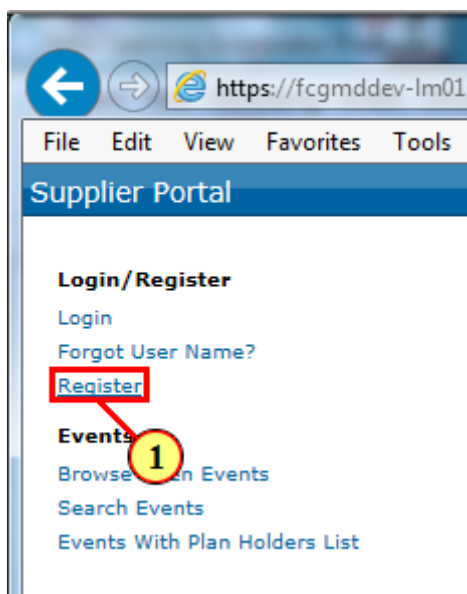 https://fcgmddev-lm01
File Edit View Favorites Tools
Supplier Portal
Login/Register
Login
Forgot User Name?
Register
Events
1
Browse en Events
Search Events
Events With Plan Holders List